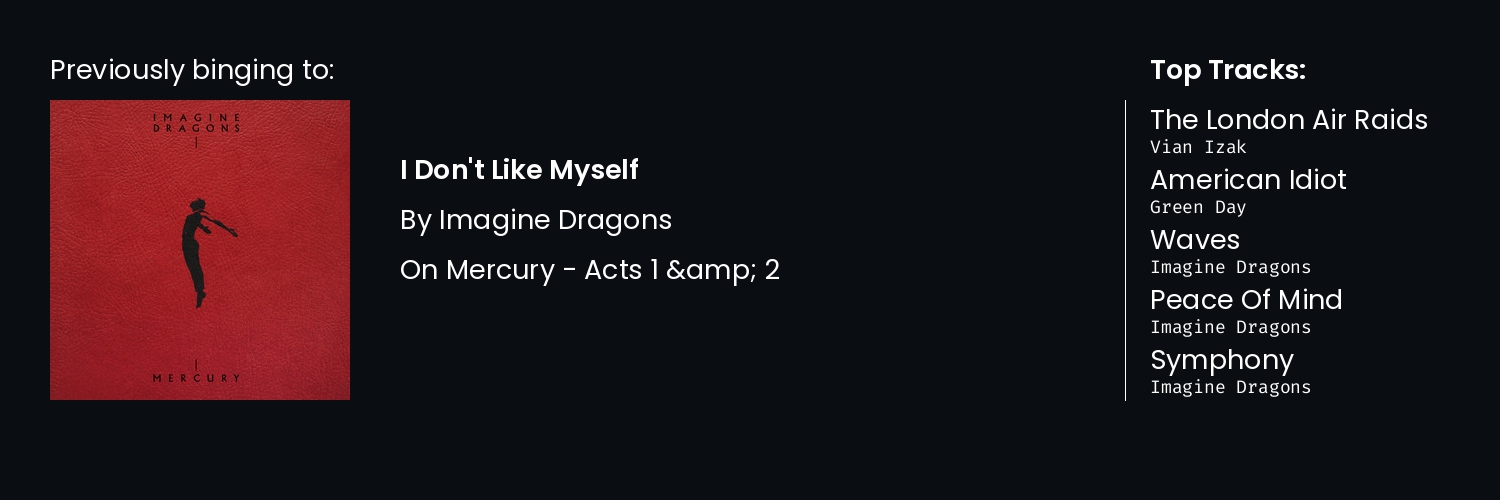 Previously binging to:
IMAGINE
DRAGONS
MERCURY
I Don't Like Myself
By Imagine Dragons
On Mercury - Acts 1 &amp; 2
Top Tracks:
The London Air Raids
Vian Izak
American Idiot
Green Day
Waves
Imagine Dragons
Peace Of Mind
Imagine Dragons
Symphony
Imagine Dragons